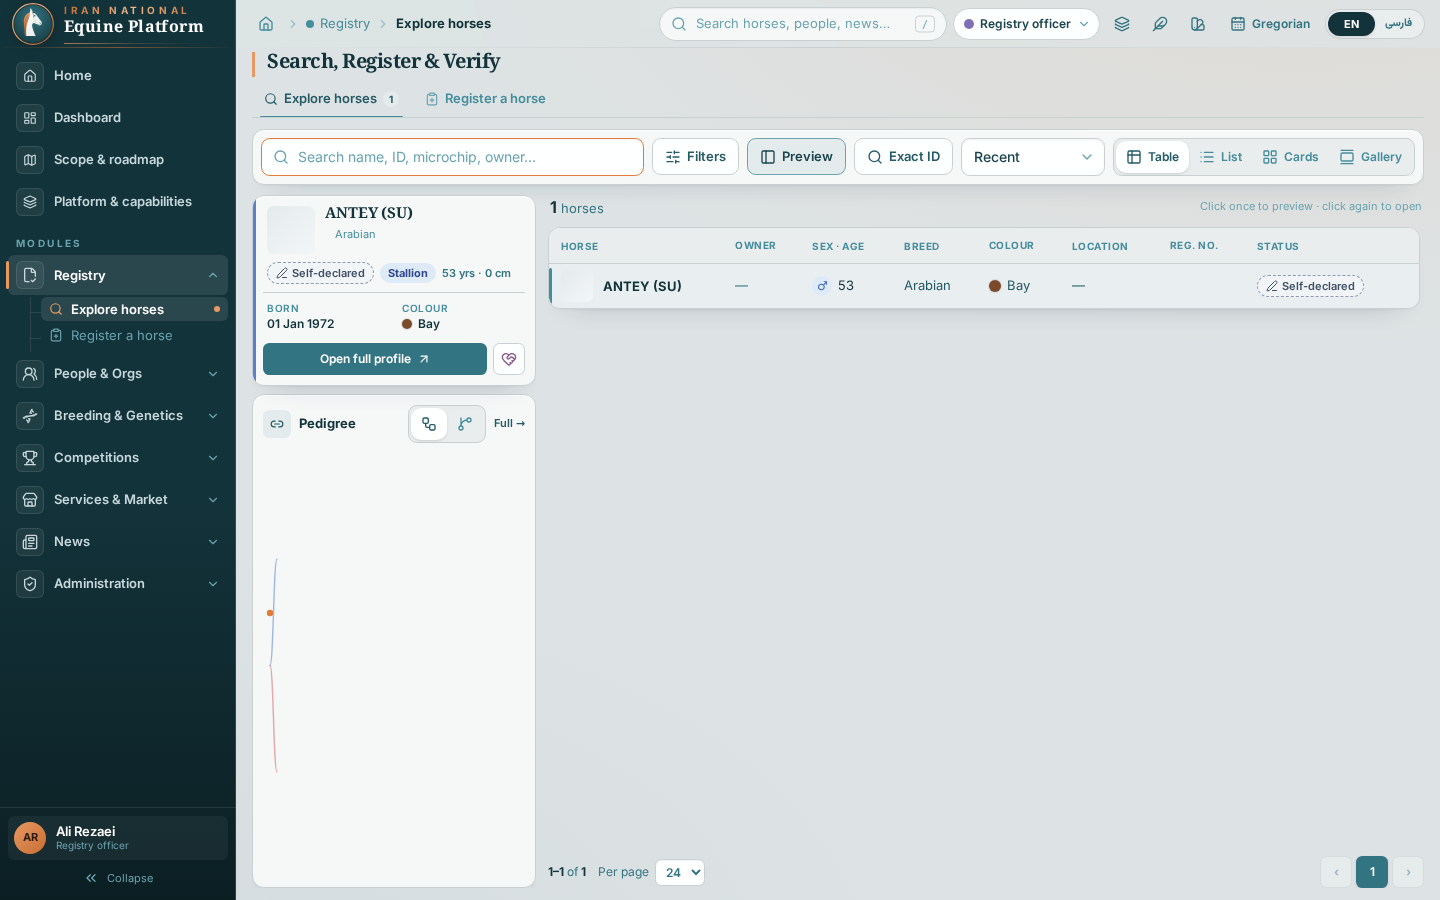 IRAN NATIONAL
Equine Platform
Home
Dashboard
Scope & roadmap
Platform & capabilities
MODULES
Registry
Explore horses
Register a horse
People & Orgs
Breeding & Genetics
Competitions
Services & Market
News
Administration
AR
Ali Rezaei
Registry officer
Collapse
Registry
Explore horses
Search horses, people, news...
/
Registry officer
Gregorian
EN
فارسی
Search, Register & Verify
Explore horses 1
Register a horse
Search name, ID, microchip, owner...
Filters
Preview
Exact ID
Recent
Table
List
Cards
Gallery
ANTEY (SU)
Arabian
Self-declared
Stallion
53 yrs · 0 cm
BORN
01 Jan 1972
COLOUR
Bay
Open full profile
Pedigree
Full →
1 horses
Click once to preview · click again to open
HORSE OWNER SEX · AGE BREED COLOUR LOCATION REG. NO. STATUS
ANTEY (SU) — ♂ 53 Arabian Bay — Self-declared
1–1 of 1 Per page 24
‹ 1 ›